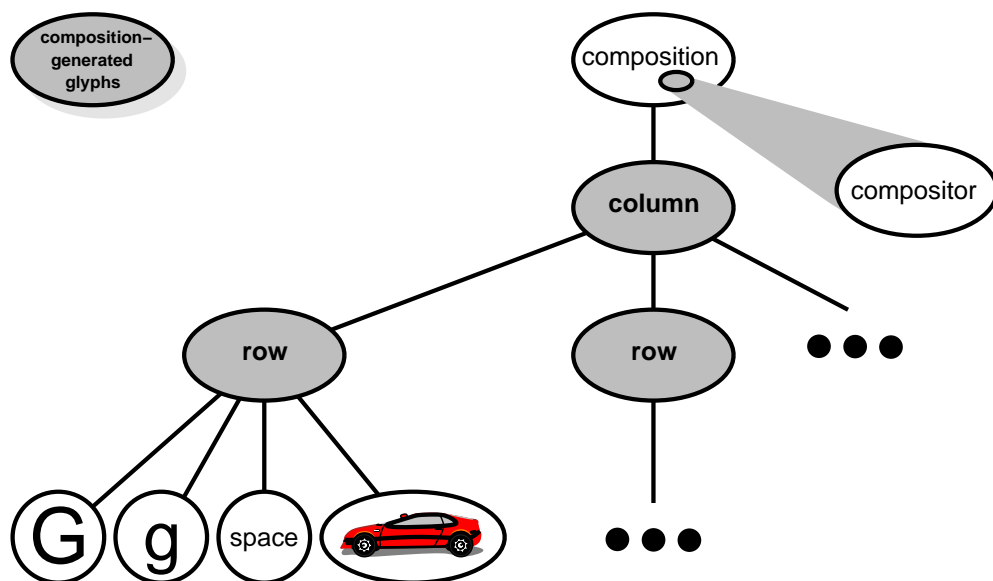 composition–
generated
glyphs
composition
compositor
column
row
row
G
g
space